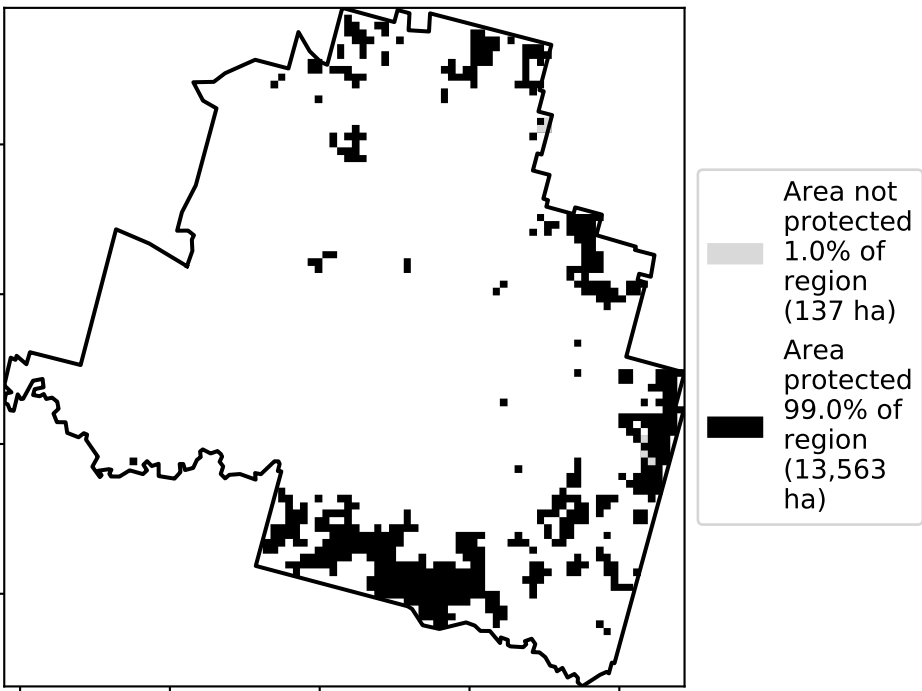 Area not
protected
1.0% of
region
(137 ha)
Area
protected
99.0% of
region
(13,563
ha)